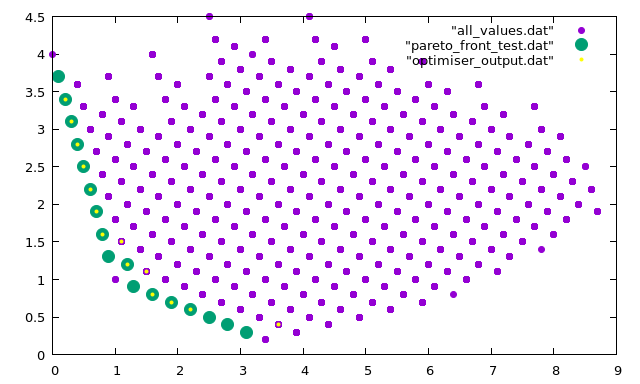 4.5
"all_values.dat"
"pareto_front_test.dat"
4
"optimiser_output.dat"
3.5
3
2.5
2
1.5
1
0.5
0
0 1 2 3 4 5 6 7 8 9